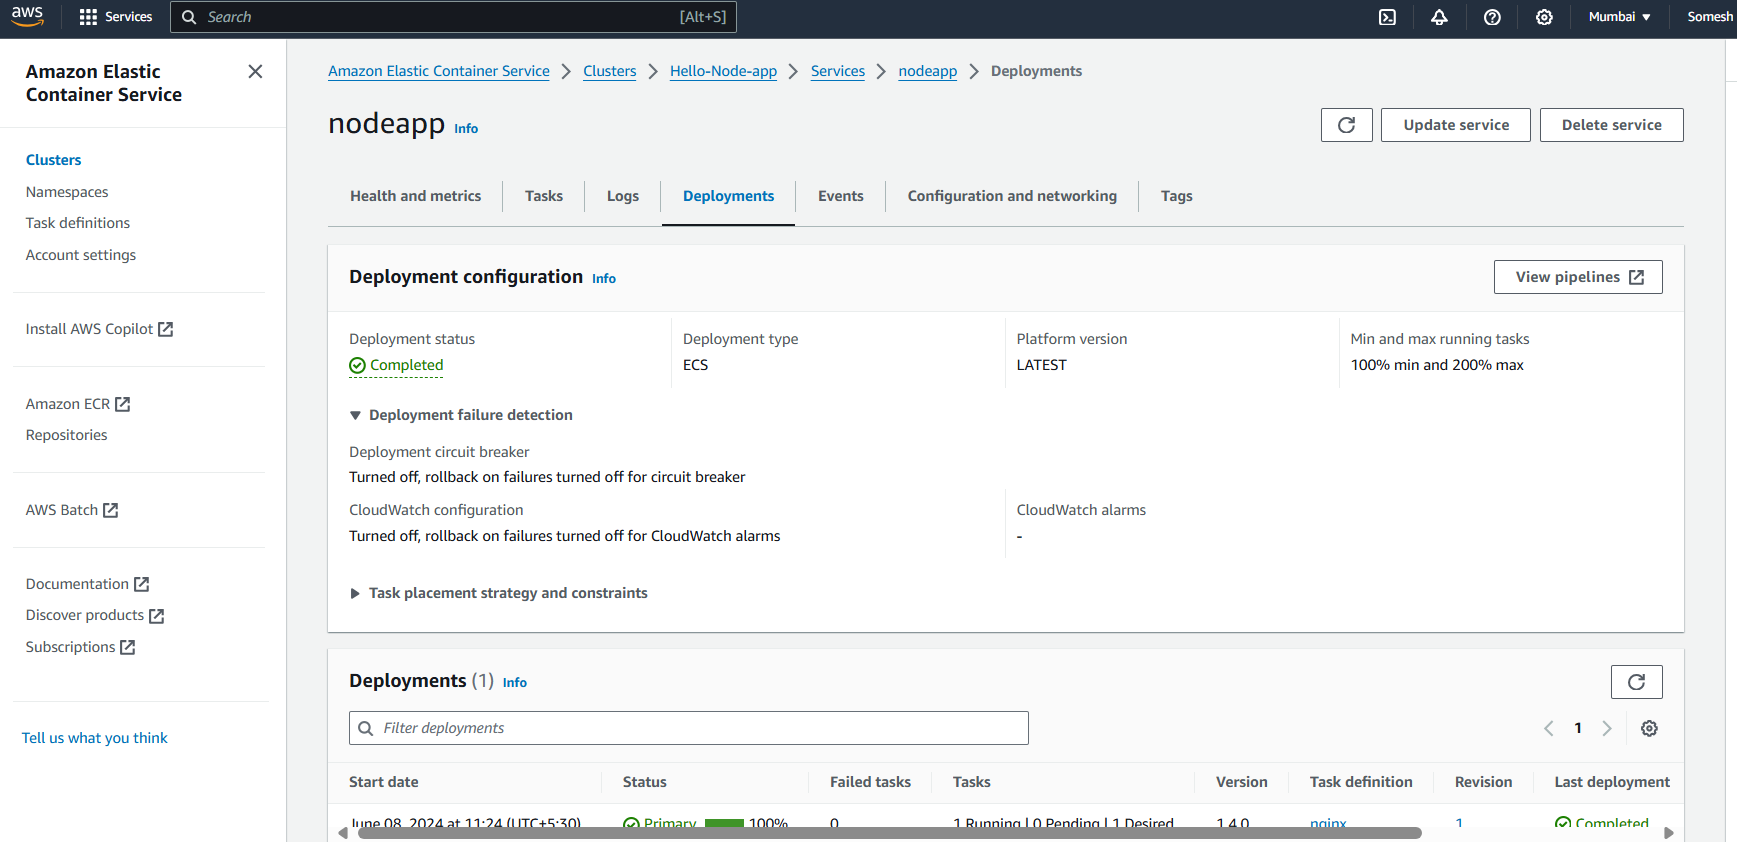 aws
Services
Search
[Alt+S]
Mumbai
Somesh
Amazon Elastic
Container Service
Clusters
Namespaces
Task definitions
Account settings
Install AWS Copilot
Amazon ECR
Repositories
AWS Batch
Documentation
Discover products
Subscriptions
Tell us what you think
Amazon Elastic Container Service > Clusters > Hello-Node-app > Services > nodeapp > Deployments
nodeapp Info
Update service
Delete service
Health and metrics
Tasks
Logs
Deployments
Events
Configuration and networking
Tags
Deployment configuration Info
View pipelines
Deployment status
Completed
Deployment type
ECS
Platform version
LATEST
Min and max running tasks
100% min and 200% max
Deployment failure detection
Deployment circuit breaker
Turned off, rollback on failures turned off for circuit breaker
CloudWatch configuration
Turned off, rollback on failures turned off for CloudWatch alarms
CloudWatch alarms
-
Task placement strategy and constraints
Deployments (1) Info
Filter deployments
1
Start date Status Failed tasks Tasks Version Task definition Revision Last deployment
June 08, 2024 at 11:24 (UTC+5:30) Primary 100% 0 1 Running | 0 Pending | 1 Desired 1.4.0 nginx 1 Completed